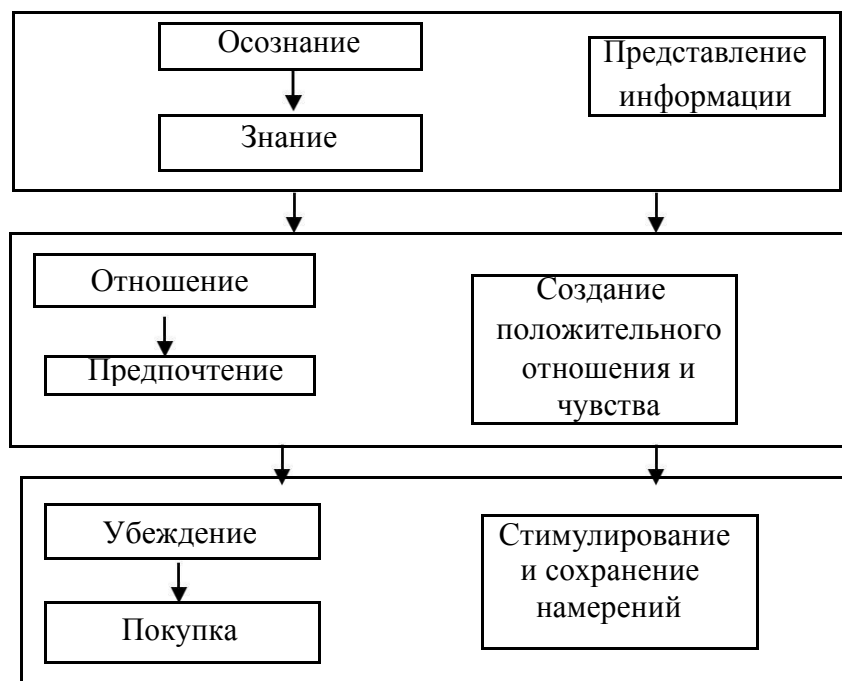 Осознание
Знание
Представление
информации
Отношение
Предпочтение
Создание
положительного
отношения и
чувства
Убеждение
Покупка
Стимулирование
и сохранение
намерений